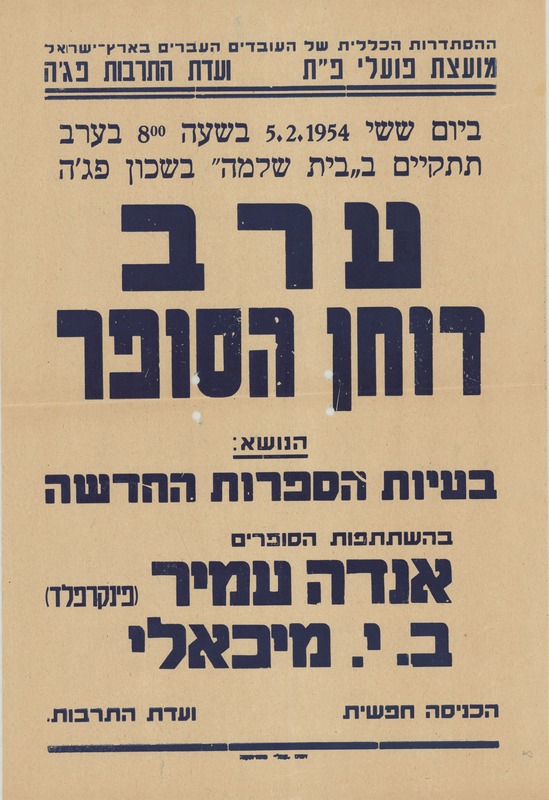 ההסתדרות הכללית של העובדים העברים בארץ־ישראל
מועצת פועלי פ״ת ועדת התרבות פג׳ה
ביום ששי 5.2.1954 בשעה 8⁰⁰ בערב
תתקיים ב„בית שלמה״ בשכון פג׳ה
ערב
דוחן הסופר
הנושא:
בעיות הספרות החדשה
בהשתתפות הסופרים
אנדה עמיר (פינקרפלד)
ב. י. מיכאלי
הכניסה חפשית ועדת התרבות.